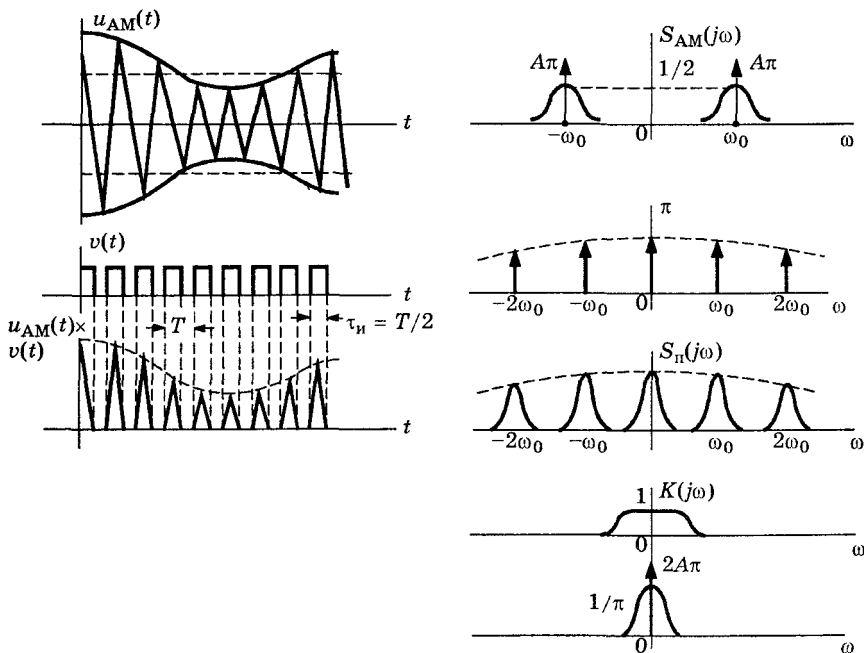 u_AM(t)
t
v(t)
t
u_AM(t)×
v(t)
T
τ_и = T/2
t
S_AM(jω)
Aπ
1/2
Aπ
−ω₀
0
ω₀
ω
π
−2ω₀
−ω₀
0
ω₀
2ω₀
ω
S_п(jω)
−2ω₀
−ω₀
0
ω₀
2ω₀
ω
1
K(jω)
0
ω
2Aπ
1/π
0
ω